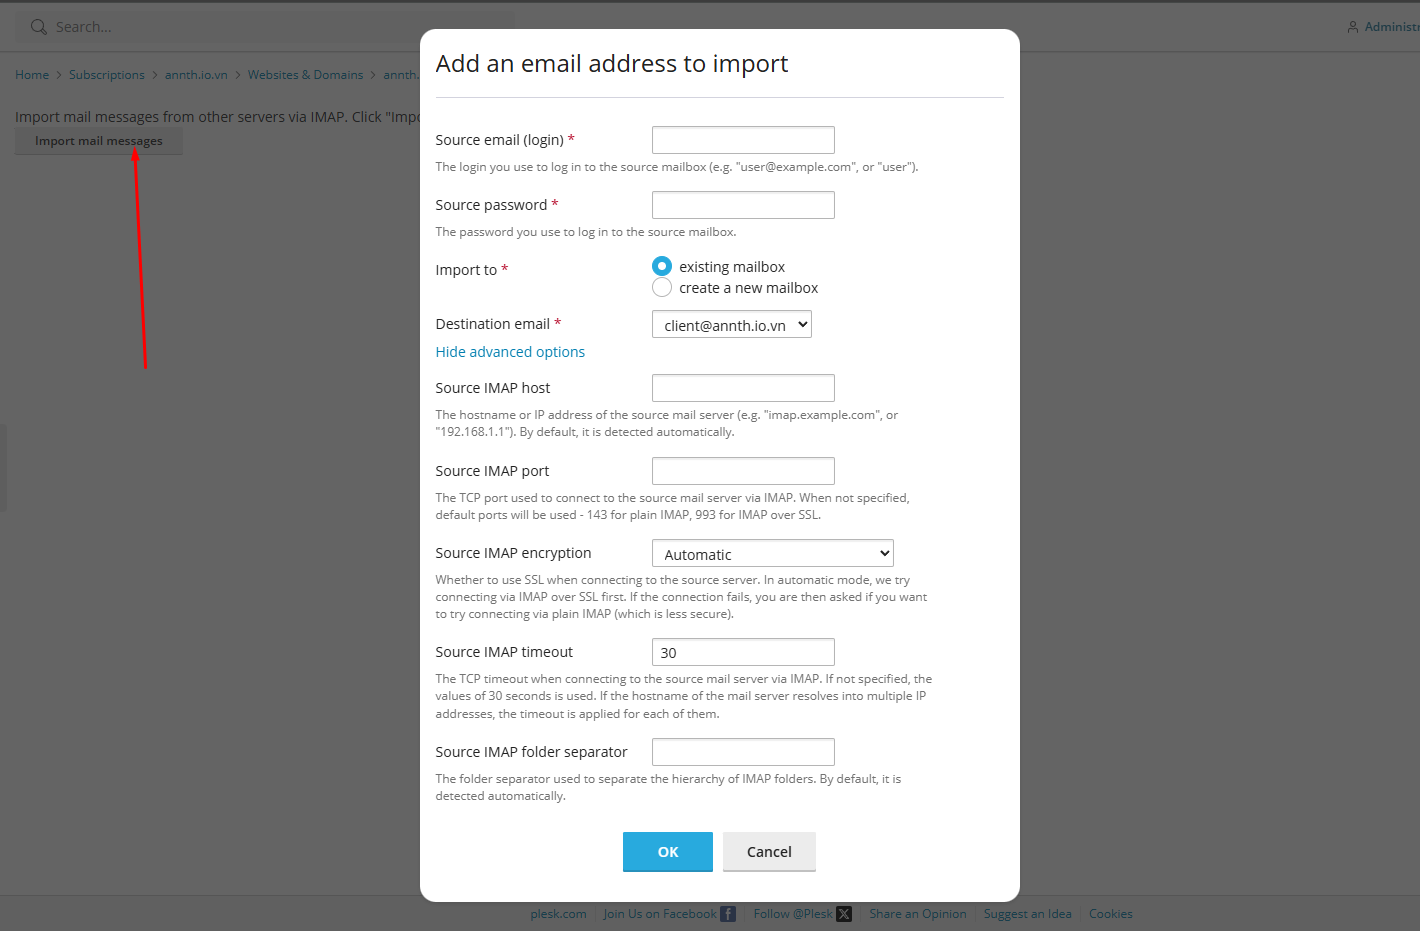 Search...
Administr
Home > Subscriptions > annth.io.vn > Websites & Domains > annth.
Import mail messages from other servers via IMAP. Click "Impo
Import mail messages
Add an email address to import
Source email (login) *
The login you use to log in to the source mailbox (e.g. "user@example.com", or "user").
Source password *
The password you use to log in to the source mailbox.
Import to *
existing mailbox
create a new mailbox
Destination email *
client@annth.io.vn
Hide advanced options
Source IMAP host
The hostname or IP address of the source mail server (e.g. "imap.example.com", or
"192.168.1.1"). By default, it is detected automatically.
Source IMAP port
The TCP port used to connect to the source mail server via IMAP. When not specified,
default ports will be used - 143 for plain IMAP, 993 for IMAP over SSL.
Source IMAP encryption
Automatic
Whether to use SSL when connecting to the source server. In automatic mode, we try
connecting via IMAP over SSL first. If the connection fails, you are then asked if you want
to try connecting via plain IMAP (which is less secure).
Source IMAP timeout
30
The TCP timeout when connecting to the source mail server via IMAP. If not specified, the
values of 30 seconds is used. If the hostname of the mail server resolves into multiple IP
addresses, the timeout is applied for each of them.
Source IMAP folder separator
The folder separator used to separate the hierarchy of IMAP folders. By default, it is
detected automatically.
OK
Cancel
plesk.com
Join Us on Facebook
Follow @Plesk
Share an Opinion
Suggest an Idea
Cookies